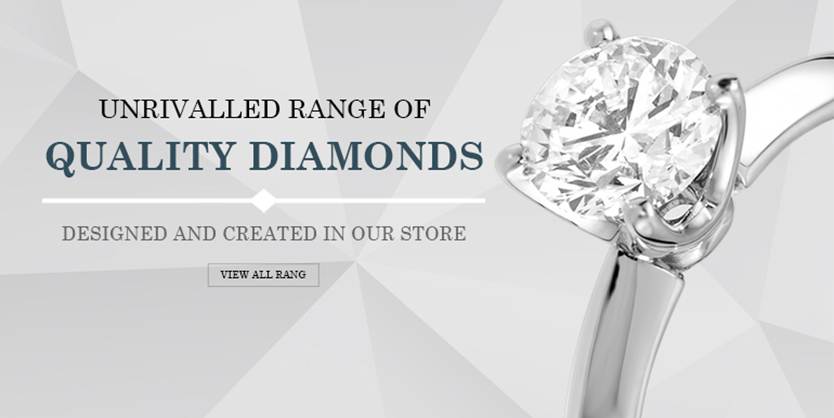 UNRIVALLED RANGE OF
QUALITY DIAMONDS
DESIGNED AND CREATED IN OUR STORE
VIEW ALL RANG